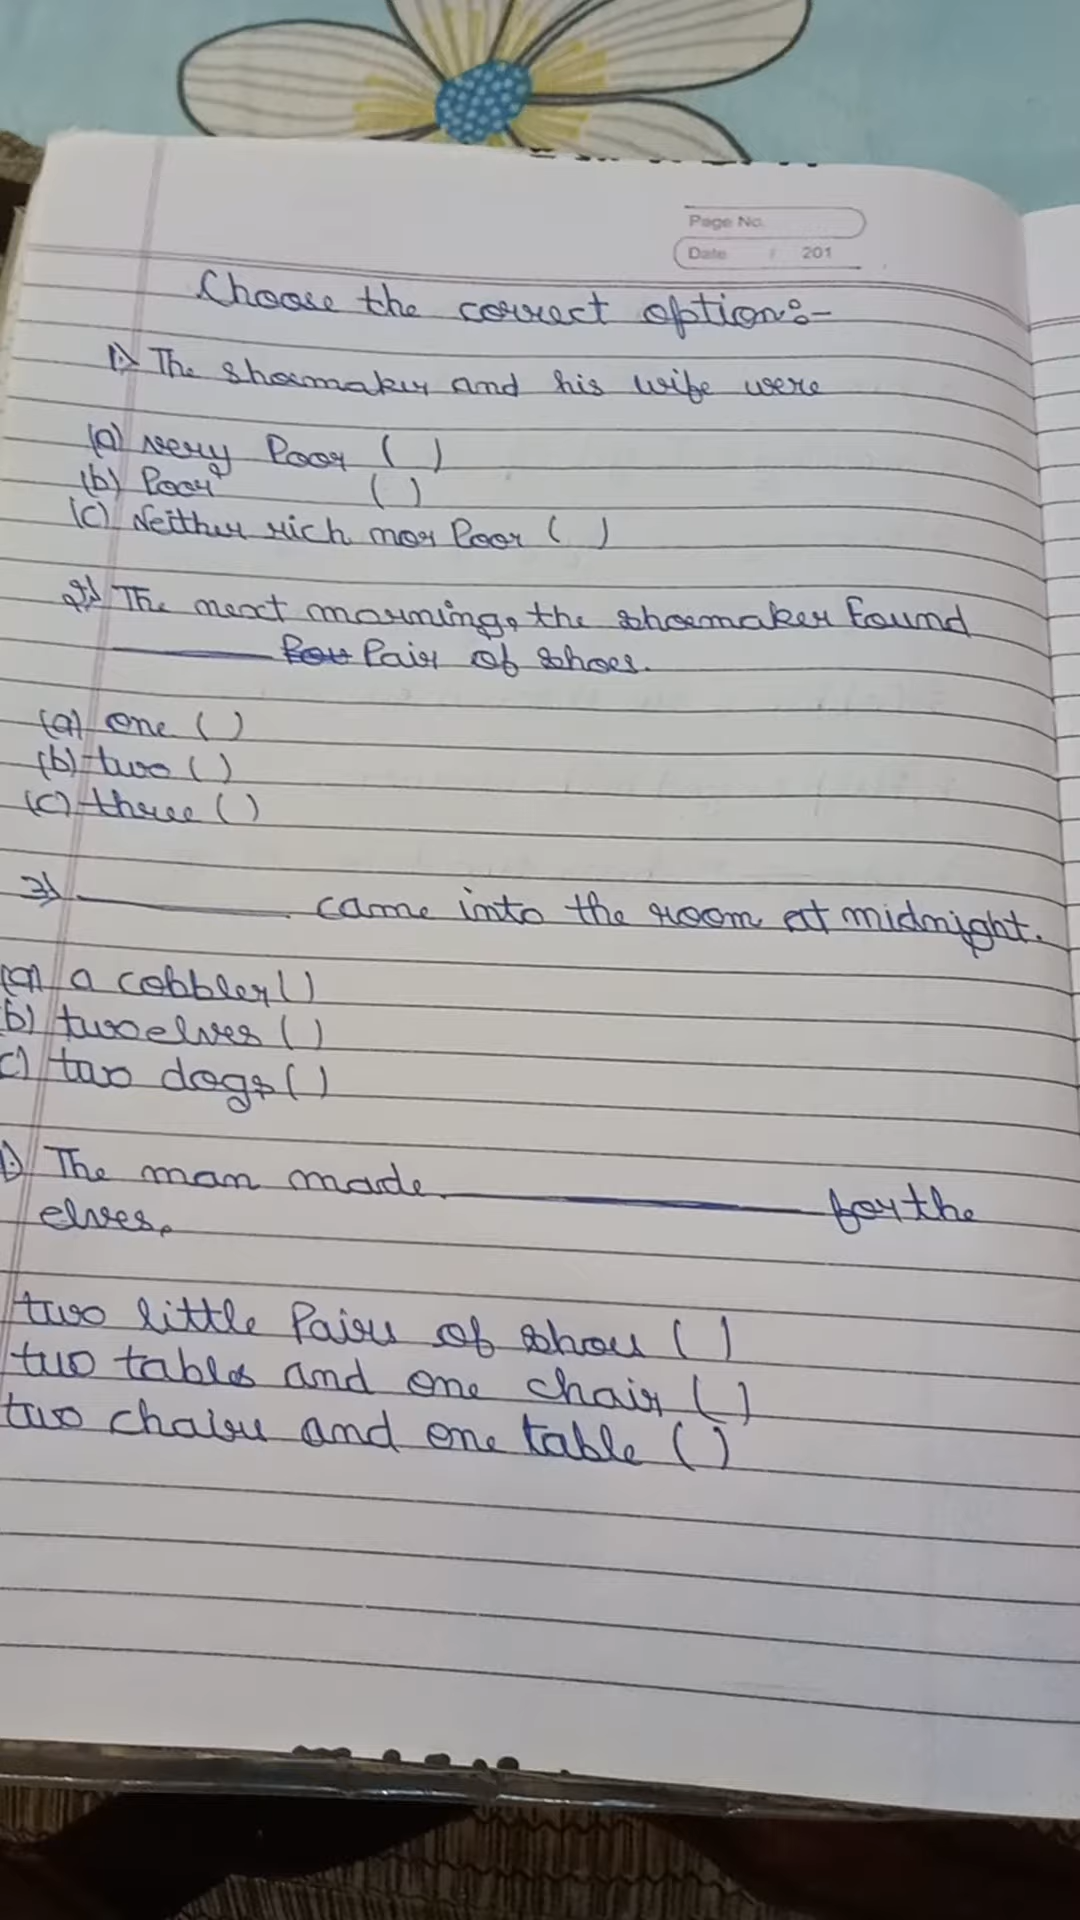 Page No.
Date / 201
Choose the correct option:-
1) The shoemaker and his wife were
(a) very Poor ( )
(b) Poor ( )
(c) Neither rich nor Poor ( )
2) The next morning, the shoemaker Found
______ Pair of shoes.
(a) one ( )
(b) two ( )
(c) three ( )
3) ______ came into the room at midnight.
(a) a cobbler ( )
b) two elves ( )
c) two dogs ( )
The man made ______ for the
elves.
two little Pairs of shoes ( )
two tables and one chair ( )
two chairs and one table ( )